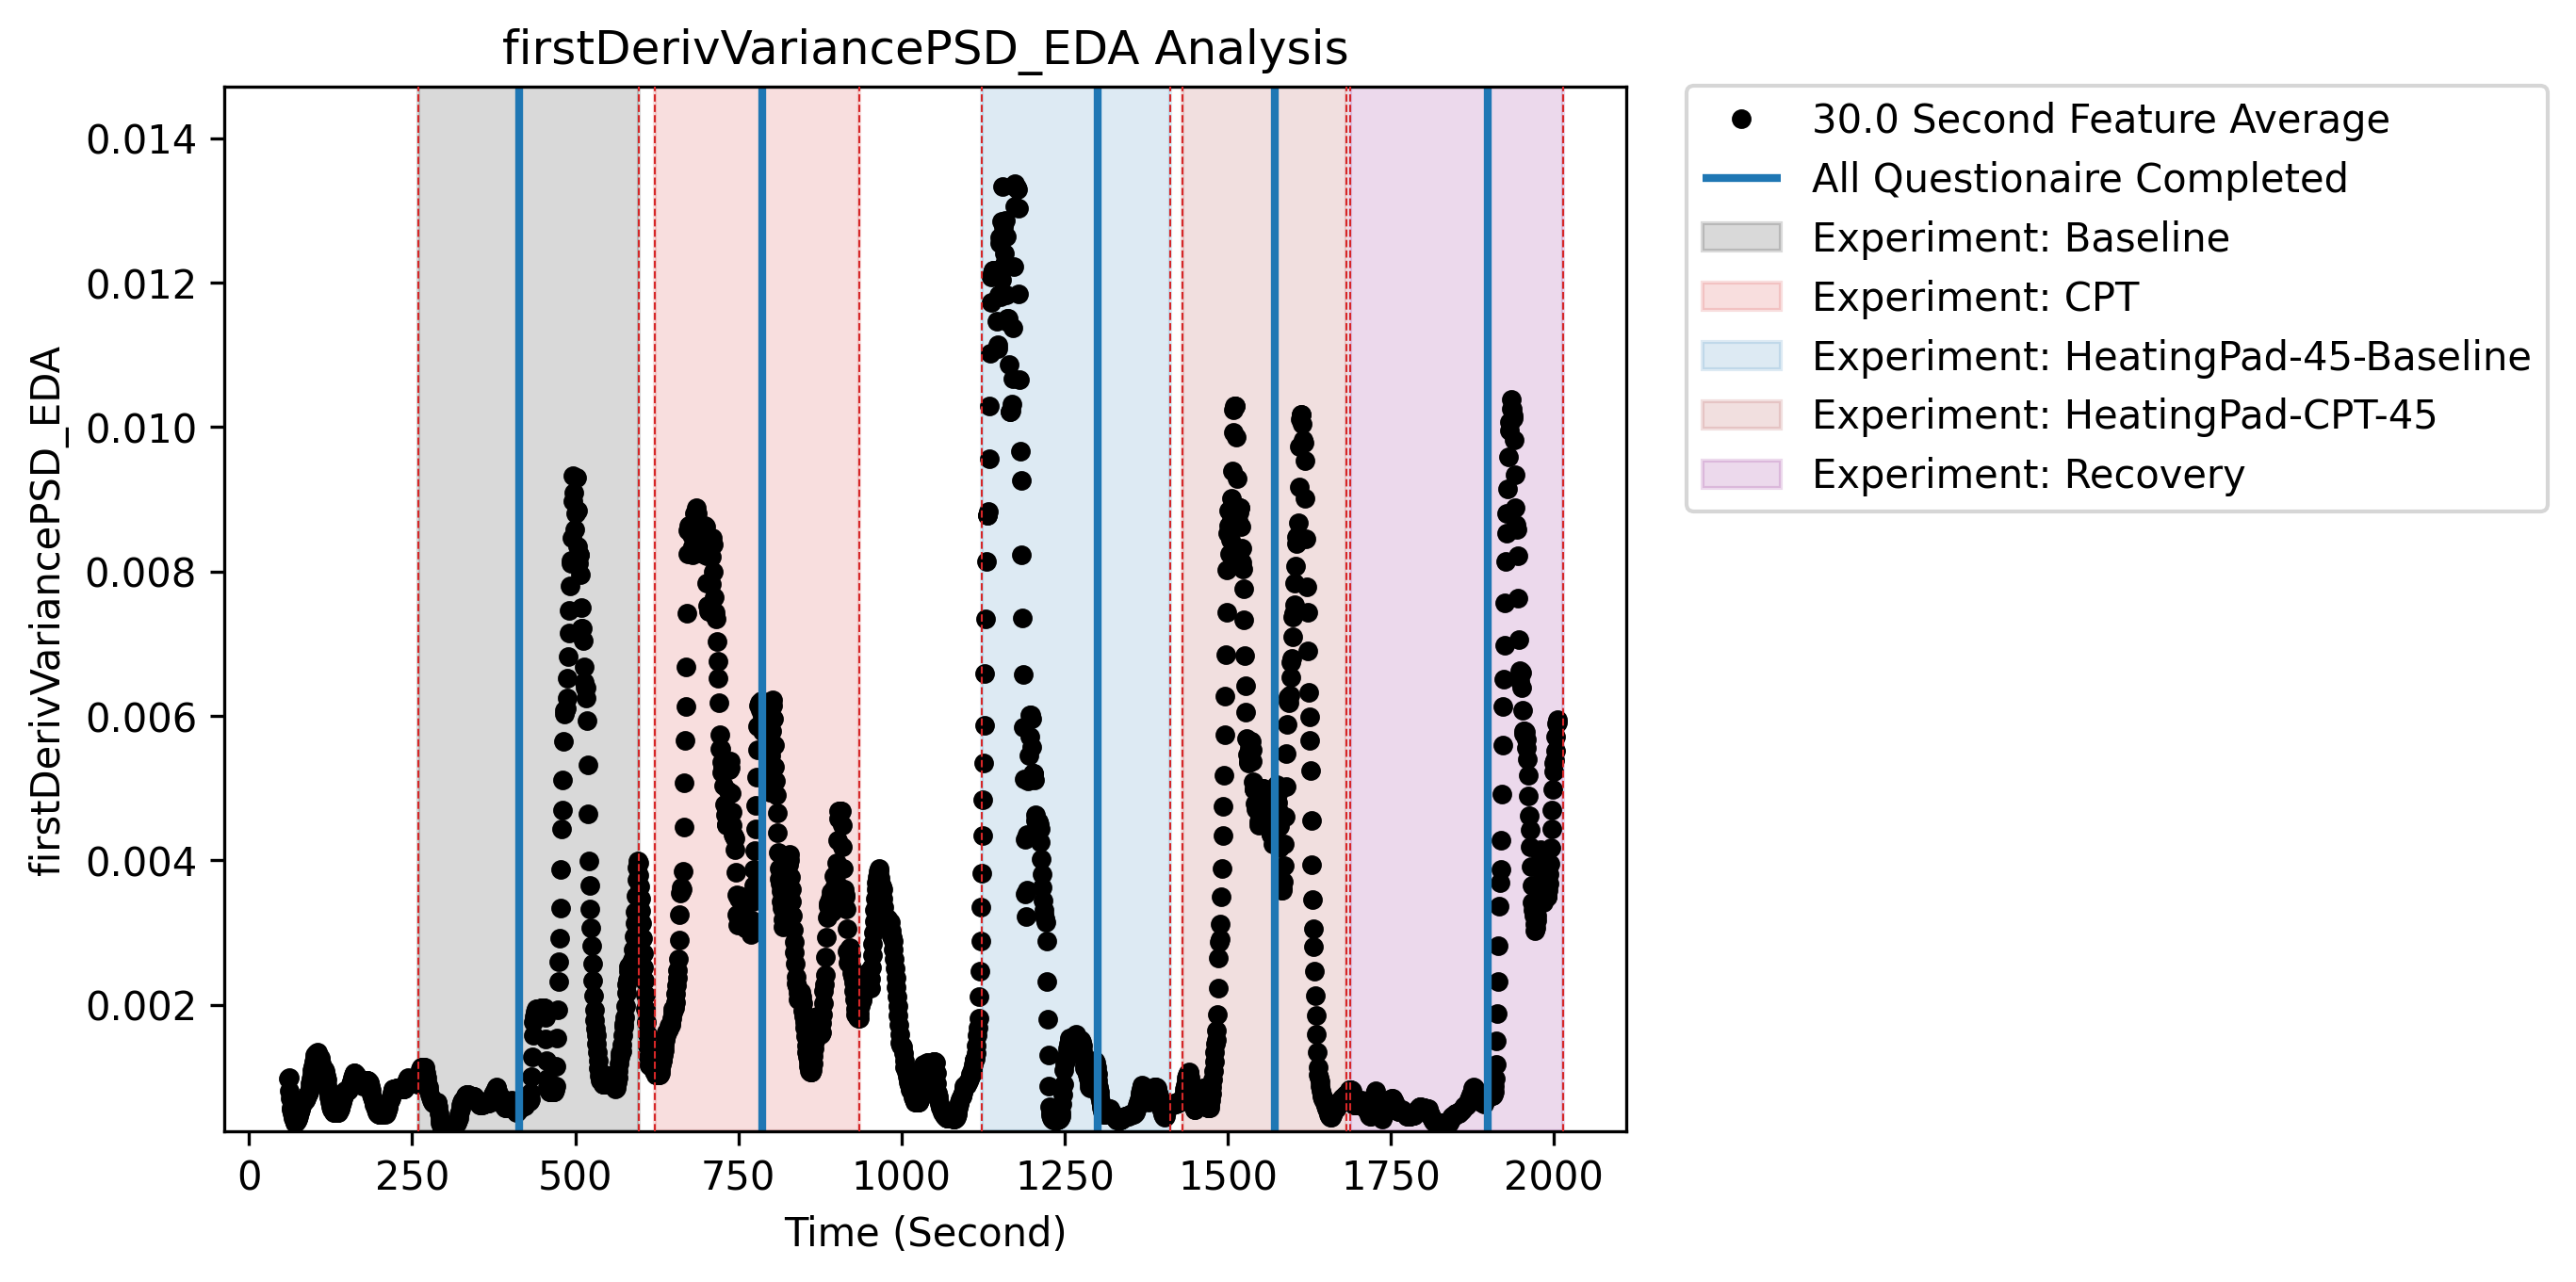 firstDerivVariancePSD_EDA Analysis
0.014
0.012
0.010
0.008
0.006
0.004
0.002
firstDerivVariancePSD_EDA
0 250 500 750 1000 1250 1500 1750 2000
Time (Second)
30.0 Second Feature Average
All Questionaire Completed
Experiment: Baseline
Experiment: CPT
Experiment: HeatingPad-45-Baseline
Experiment: HeatingPad-CPT-45
Experiment: Recovery